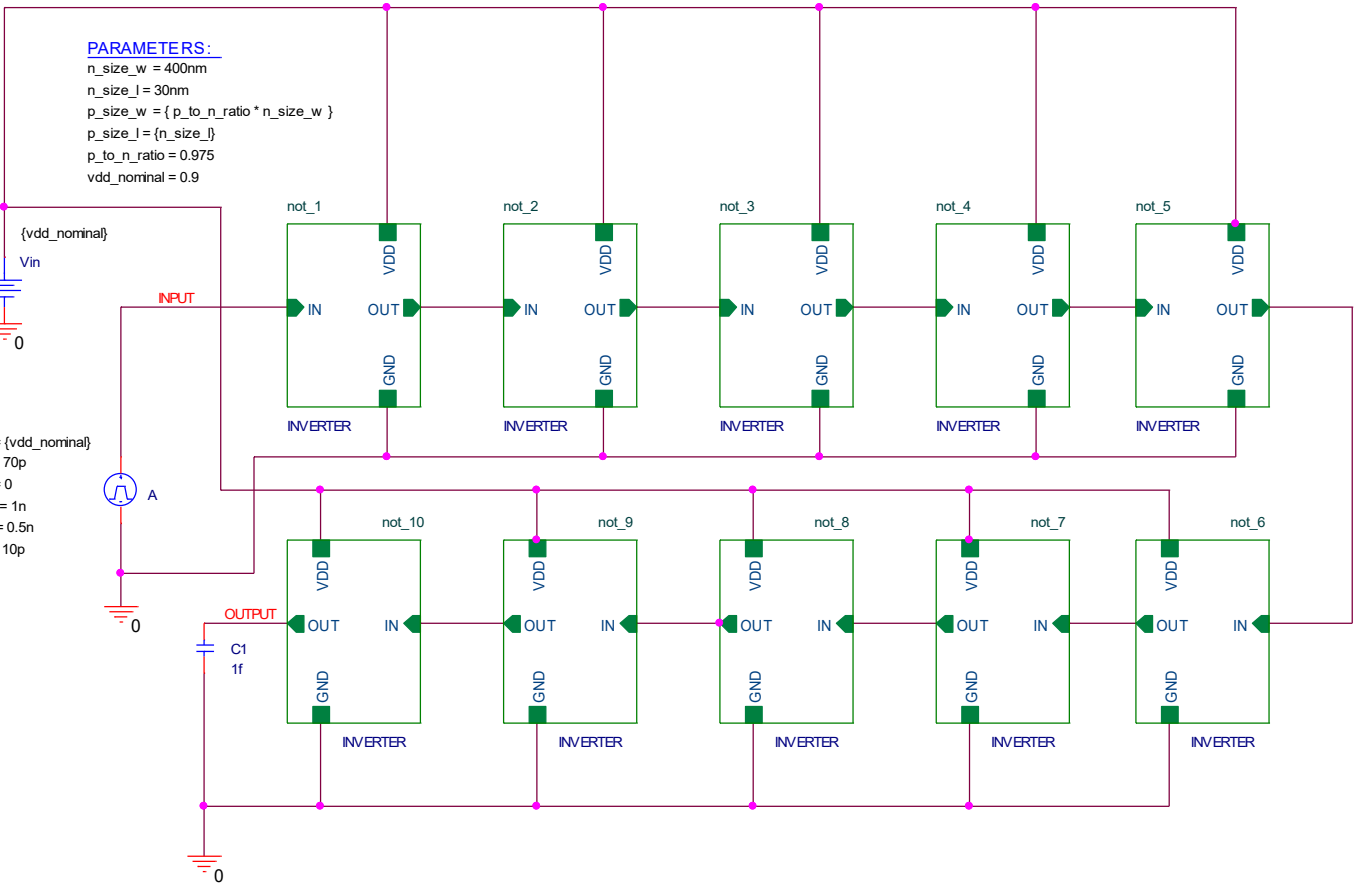 PARAMETERS:
n_size_w = 400nm
n_size_l = 30nm
p_size_w = { p_to_n_ratio * n_size_w }
p_size_l = {n_size_l}
p_to_n_ratio = 0.975
vdd_nominal = 0.9
not_1
not_2
not_3
not_4
not_5
{vdd_nominal}
Vin
0
INPUT
VDD
IN
OUT
GND
INVERTER
VDD
IN
OUT
GND
INVERTER
VDD
IN
OUT
GND
INVERTER
VDD
IN
OUT
GND
INVERTER
VDD
IN
OUT
GND
INVERTER
= {vdd_nominal}
70p
= 0
= 1n
= 0.5n
10p
A
0
not_10
not_9
not_8
not_7
not_6
OUTPUT
C1
1f
VDD
OUT
IN
GND
INVERTER
VDD
OUT
IN
GND
INVERTER
VDD
OUT
IN
GND
INVERTER
VDD
OUT
IN
GND
INVERTER
VDD
OUT
IN
GND
INVERTER
0